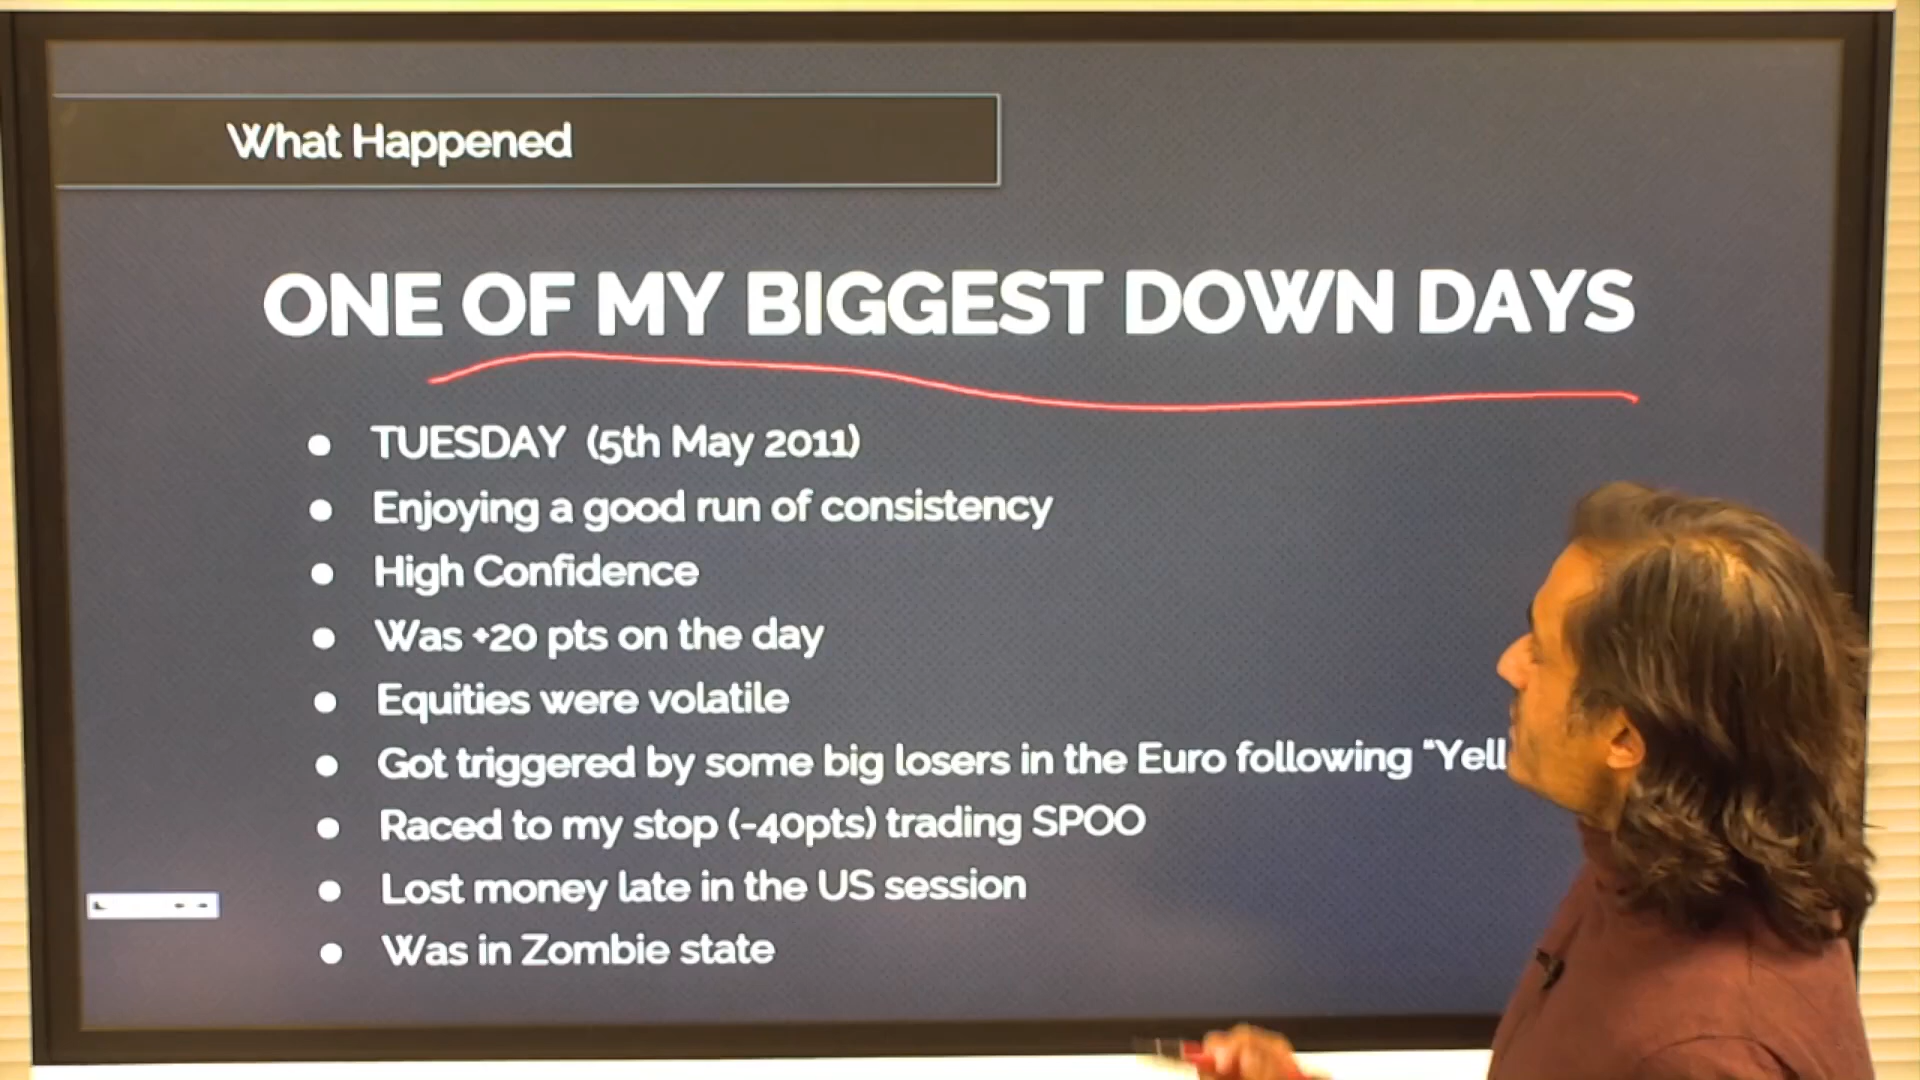 What Happened
ONE OF MY BIGGEST DOWN DAYS
TUESDAY (5th May 2011)
Enjoying a good run of consistency
High Confidence
Was +20 pts on the day
Equities were volatile
Got triggered by some big losers in the Euro following “Yell
Raced to my stop (-40pts) trading SPOO
Lost money late in the US session
Was in Zombie state